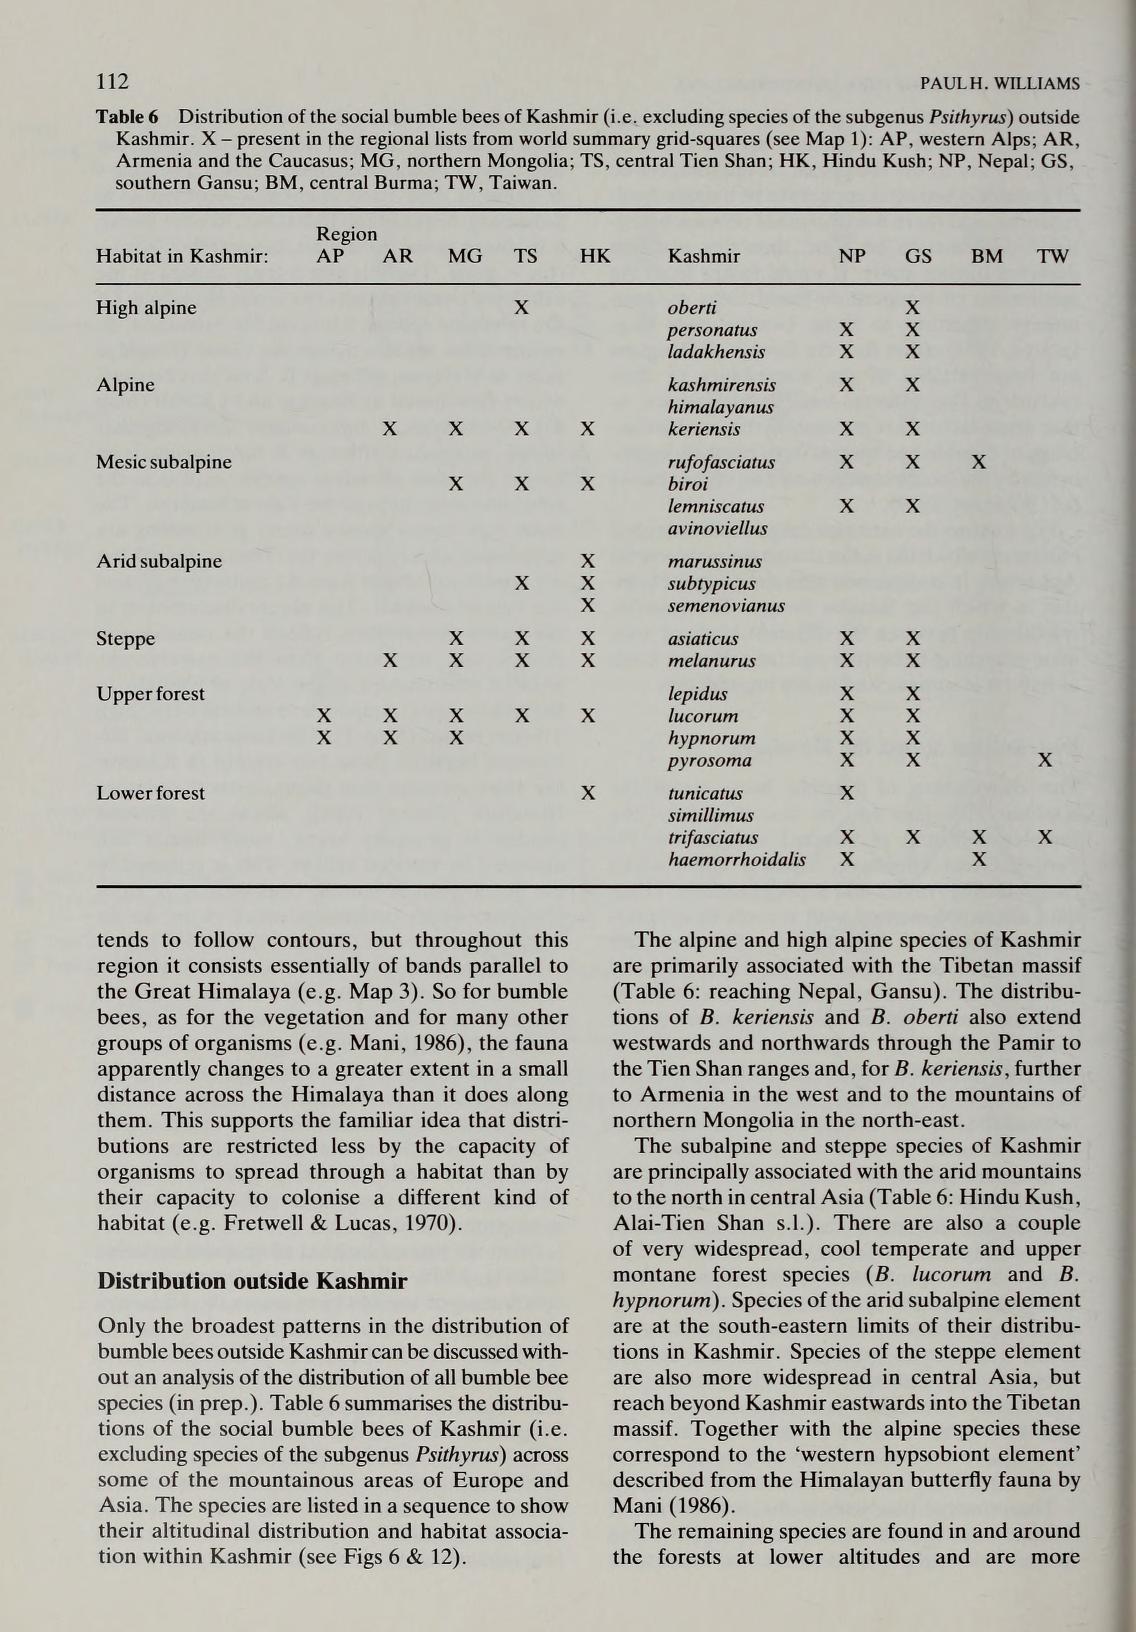 112
PAUL H. WILLIAMS
Table 6 Distribution of the social bumble bees of Kashmir (i.e. excluding species of the subgenus Psithyrus) outside
Kashmir. X – present in the regional lists from world summary grid-squares (see Map 1): AP, western Alps; AR,
Armenia and the Caucasus; MG, northern Mongolia; TS, central Tien Shan; HK, Hindu Kush; NP, Nepal; GS,
southern Gansu; BM, central Burma; TW, Taiwan.
Region
Habitat in Kashmir: AP AR MG TS HK Kashmir NP GS BM TW
High alpine X oberti X
personatus X X
ladakhensis X X
Alpine kashmirensis X X
himalayanus
X X X X keriensis X X
Mesic subalpine rufofasciatus X X X
X X X biroi
lemniscatus X X
avinoviellus
Arid subalpine X marussinus
X X subtypicus
X semenovianus
Steppe X X X asiaticus X X
X X X X melanurus X X
Upper forest lepidus X X
X X X X X lucorum X X
X X X hypnorum X X
pyrosoma X X X
Lower forest X tunicatus X
simillimus
trifasciatus X X X X
haemorrhoidalis X X
tends to follow contours, but throughout this
region it consists essentially of bands parallel to
the Great Himalaya (e.g. Map 3). So for bumble
bees, as for the vegetation and for many other
groups of organisms (e.g. Mani, 1986), the fauna
apparently changes to a greater extent in a small
distance across the Himalaya than it does along
them. This supports the familiar idea that distri-
butions are restricted less by the capacity of
organisms to spread through a habitat than by
their capacity to colonise a different kind of
habitat (e.g. Fretwell & Lucas, 1970).
Distribution outside Kashmir
Only the broadest patterns in the distribution of
bumble bees outside Kashmir can be discussed with-
out an analysis of the distribution of all bumble bee
species (in prep.). Table 6 summarises the distribu-
tions of the social bumble bees of Kashmir (i.e.
excluding species of the subgenus Psithyrus) across
some of the mountainous areas of Europe and
Asia. The species are listed in a sequence to show
their altitudinal distribution and habitat associa-
tion within Kashmir (see Figs 6 & 12).
The alpine and high alpine species of Kashmir
are primarily associated with the Tibetan massif
(Table 6: reaching Nepal, Gansu). The distribu-
tions of B. keriensis and B. oberti also extend
westwards and northwards through the Pamir to
the Tien Shan ranges and, for B. keriensis, further
to Armenia in the west and to the mountains of
northern Mongolia in the north-east.
The subalpine and steppe species of Kashmir
are principally associated with the arid mountains
to the north in central Asia (Table 6: Hindu Kush,
Alai-Tien Shan s.l.). There are also a couple
of very widespread, cool temperate and upper
montane forest species (B. lucorum and B.
hypnorum). Species of the arid subalpine element
are at the south-eastern limits of their distribu-
tions in Kashmir. Species of the steppe element
are also more widespread in central Asia, but
reach beyond Kashmir eastwards into the Tibetan
massif. Together with the alpine species these
correspond to the ‘western hypsobiont element’
described from the Himalayan butterfly fauna by
Mani (1986).
The remaining species are found in and around
the forests at lower altitudes and are more